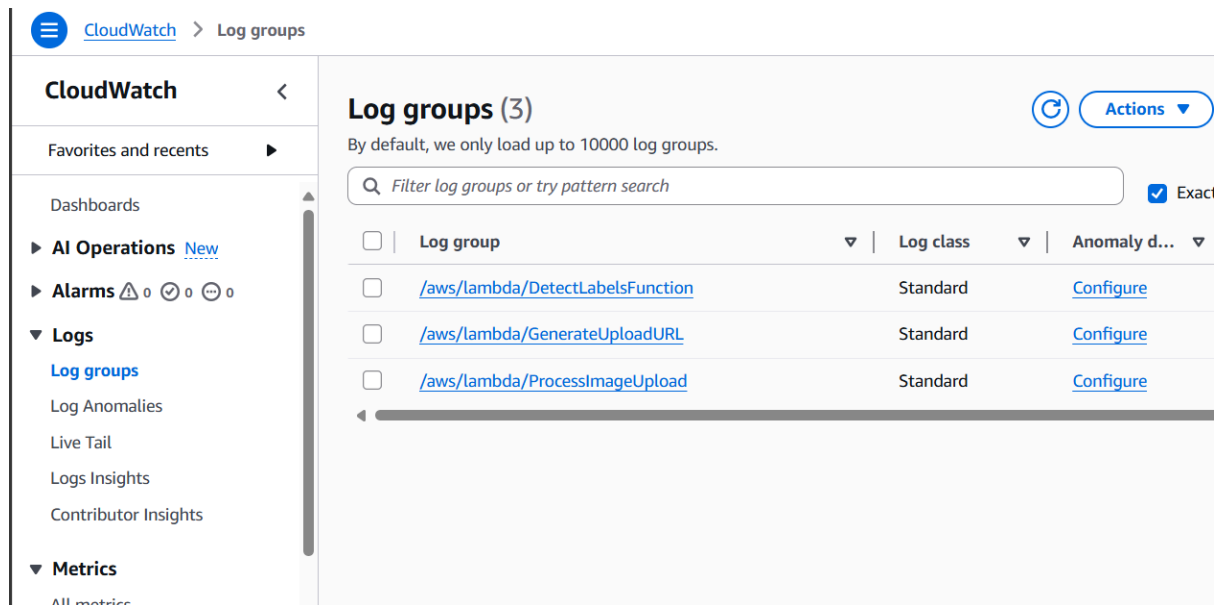 CloudWatch > Log groups
CloudWatch
Favorites and recents
Dashboards
AI Operations New
Alarms 0 0 0
Logs
Log groups
Log Anomalies
Live Tail
Logs Insights
Contributor Insights
Metrics
All metrics
Log groups (3)
Actions
By default, we only load up to 10000 log groups.
Filter log groups or try pattern search
Exact
Log group Log class Anomaly d...
/aws/lambda/DetectLabelsFunction Standard Configure
/aws/lambda/GenerateUploadURL Standard Configure
/aws/lambda/ProcessImageUpload Standard Configure